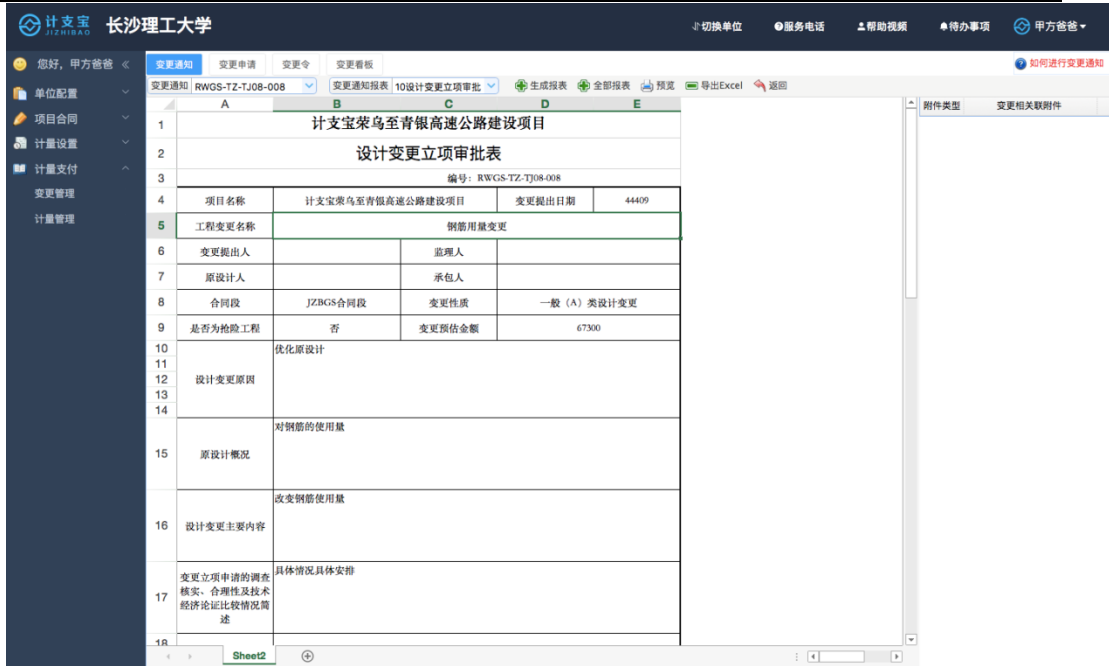 计支宝 JIZHIBAO 长沙理工大学 切换单位 服务电话 帮助视频 待办事项 甲方爸爸
您好，甲方爸爸 《
变更通知 变更申请 变更令 变更看板 如何进行变更通知
变更通知 RWGS-TZ-TJ08-008 变更通知报表 10设计变更立项审批 生成报表 全部报表 预览 导出Excel 返回
单位配置
项目合同
计量设置
计量支付
变更管理
计量管理
A B C D E
附件类型 变更相关联附件
1 计支宝荣乌至青银高速公路建设项目
2 设计变更立项审批表
3 编号：RWGS-TZ-TJ08-008
4 项目名称 计支宝荣乌至青银高速公路建设项目 变更提出日期 44409
5 工程变更名称 钢筋用量变更
6 变更提出人 监理人
7 原设计人 承包人
8 合同段 JZBGS合同段 变更性质 一般（A）类设计变更
9 是否为抢险工程 否 变更预估金额 67300
10 优化原设计
11
12 设计变更原因
13
14
对钢筋的使用量
15 原设计概况
改变钢筋使用量
16 设计变更主要内容
具体情况具体安排
变更立项申请的调查
17 核实、合理性及技术
经济论证比较情况简
述
18
Sheet2